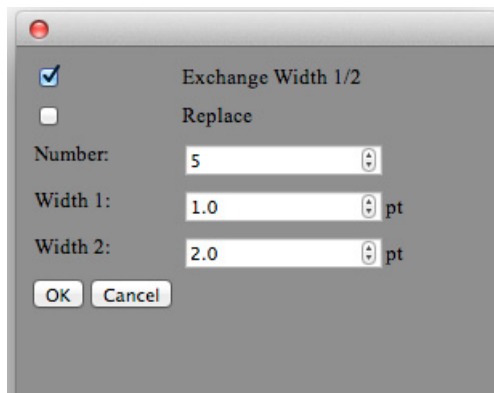 Exchange Width 1/2
Replace
Number: 5
Width 1: 1.0 pt
Width 2: 2.0 pt
OK Cancel